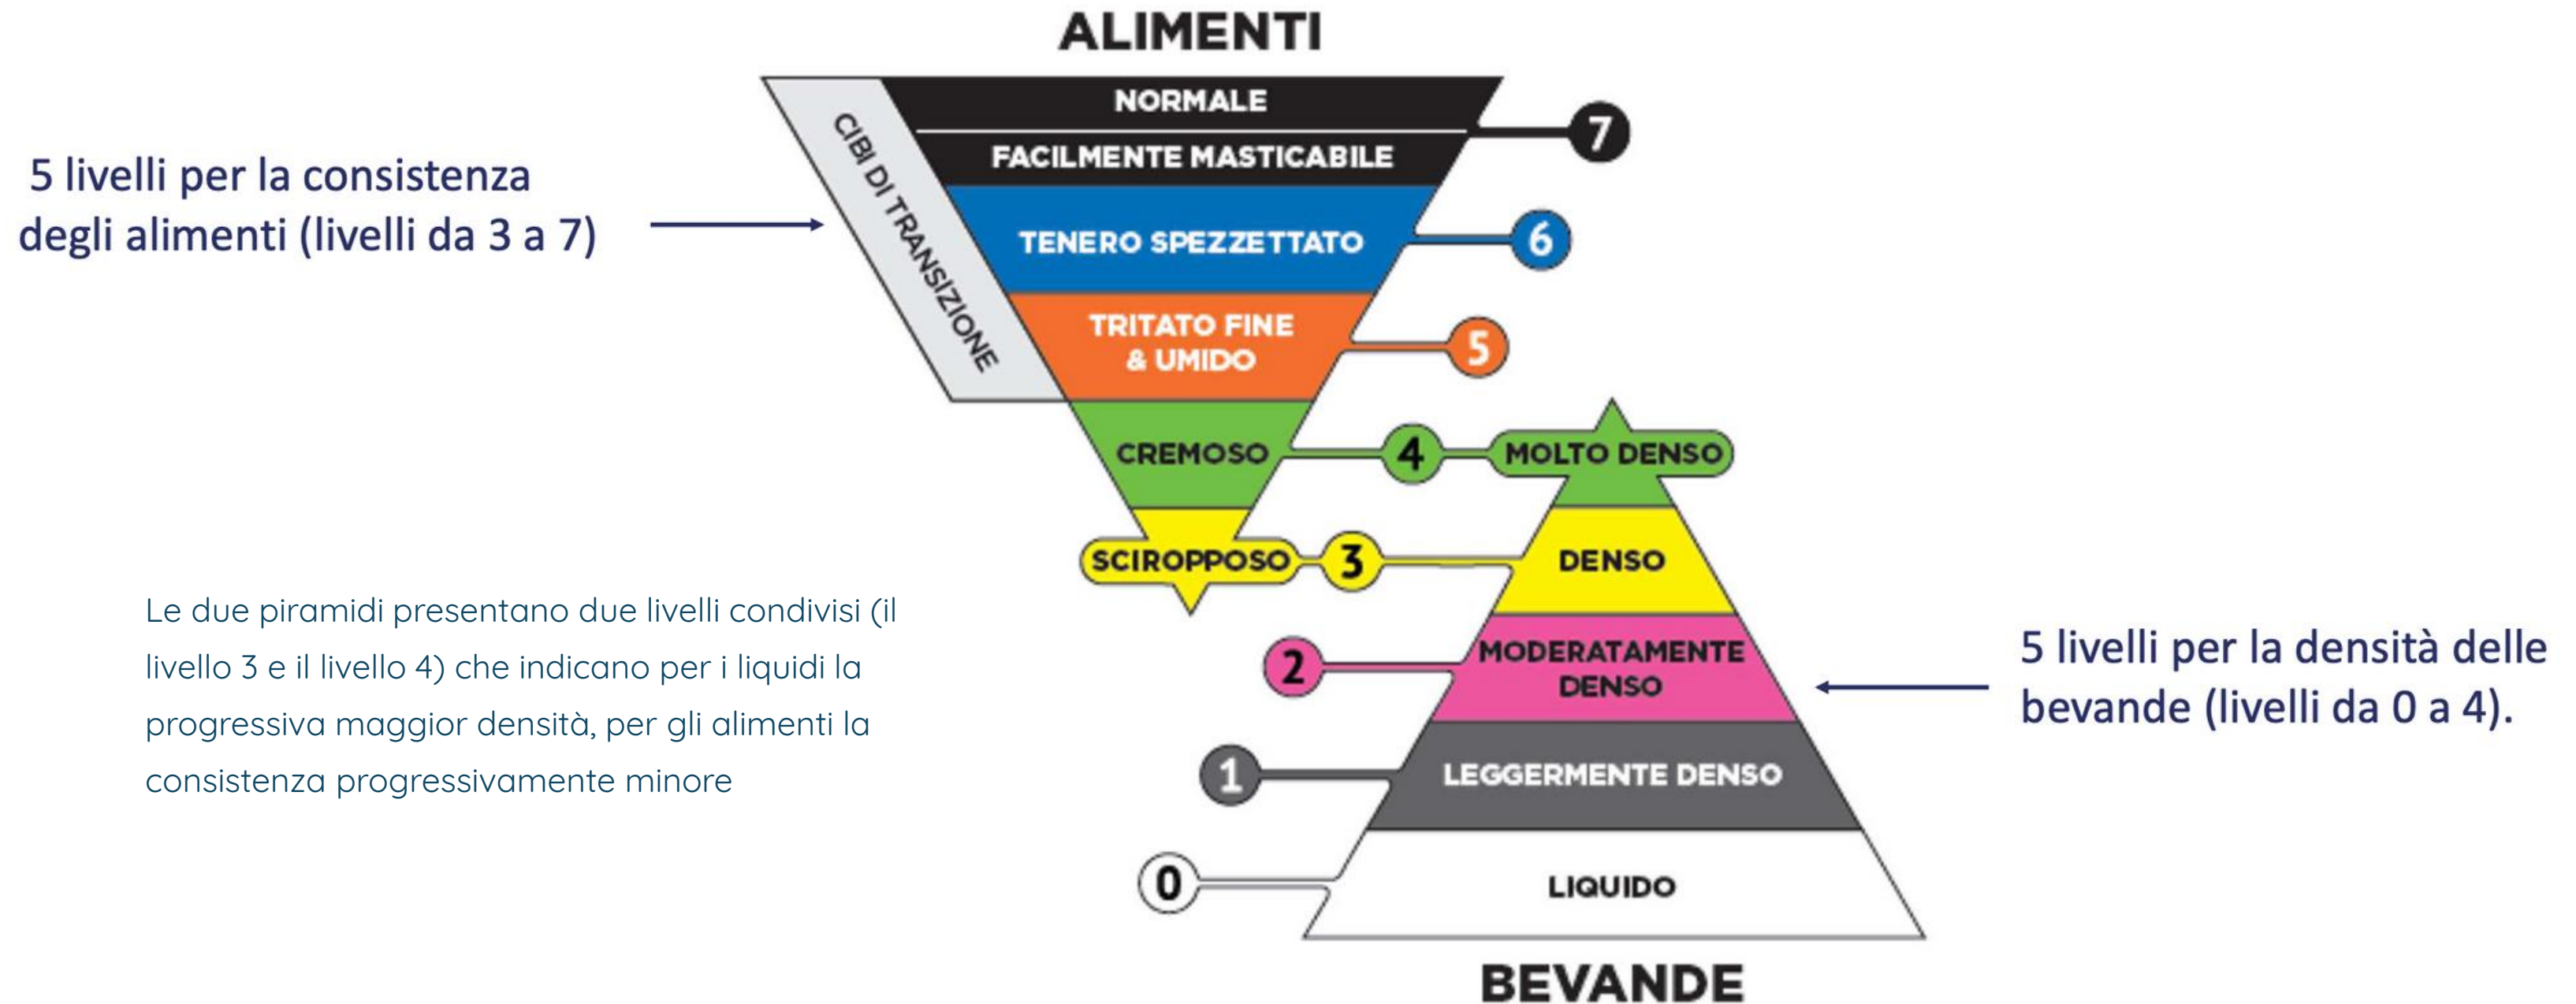 ALIMENTI
NORMALE
7
FACILMENTE MASTICABILE
CIBI DI TRANSIZIONE
5 livelli per la consistenza
degli alimenti (livelli da 3 a 7)
TENERO SPEZZETTATO
6
TRITATO FINE
& UMIDO
5
CREMOSO
4
MOLTO DENSO
SCIROPPOSO
3
DENSO
Le due piramidi presentano due livelli condivisi (il
livello 3 e il livello 4) che indicano per i liquidi la
progressiva maggior densità, per gli alimenti la
consistenza progressivamente minore
2
MODERATAMENTE
DENSO
5 livelli per la densità delle
bevande (livelli da 0 a 4).
1
LEGGERMENTE DENSO
0
LIQUIDO
BEVANDE